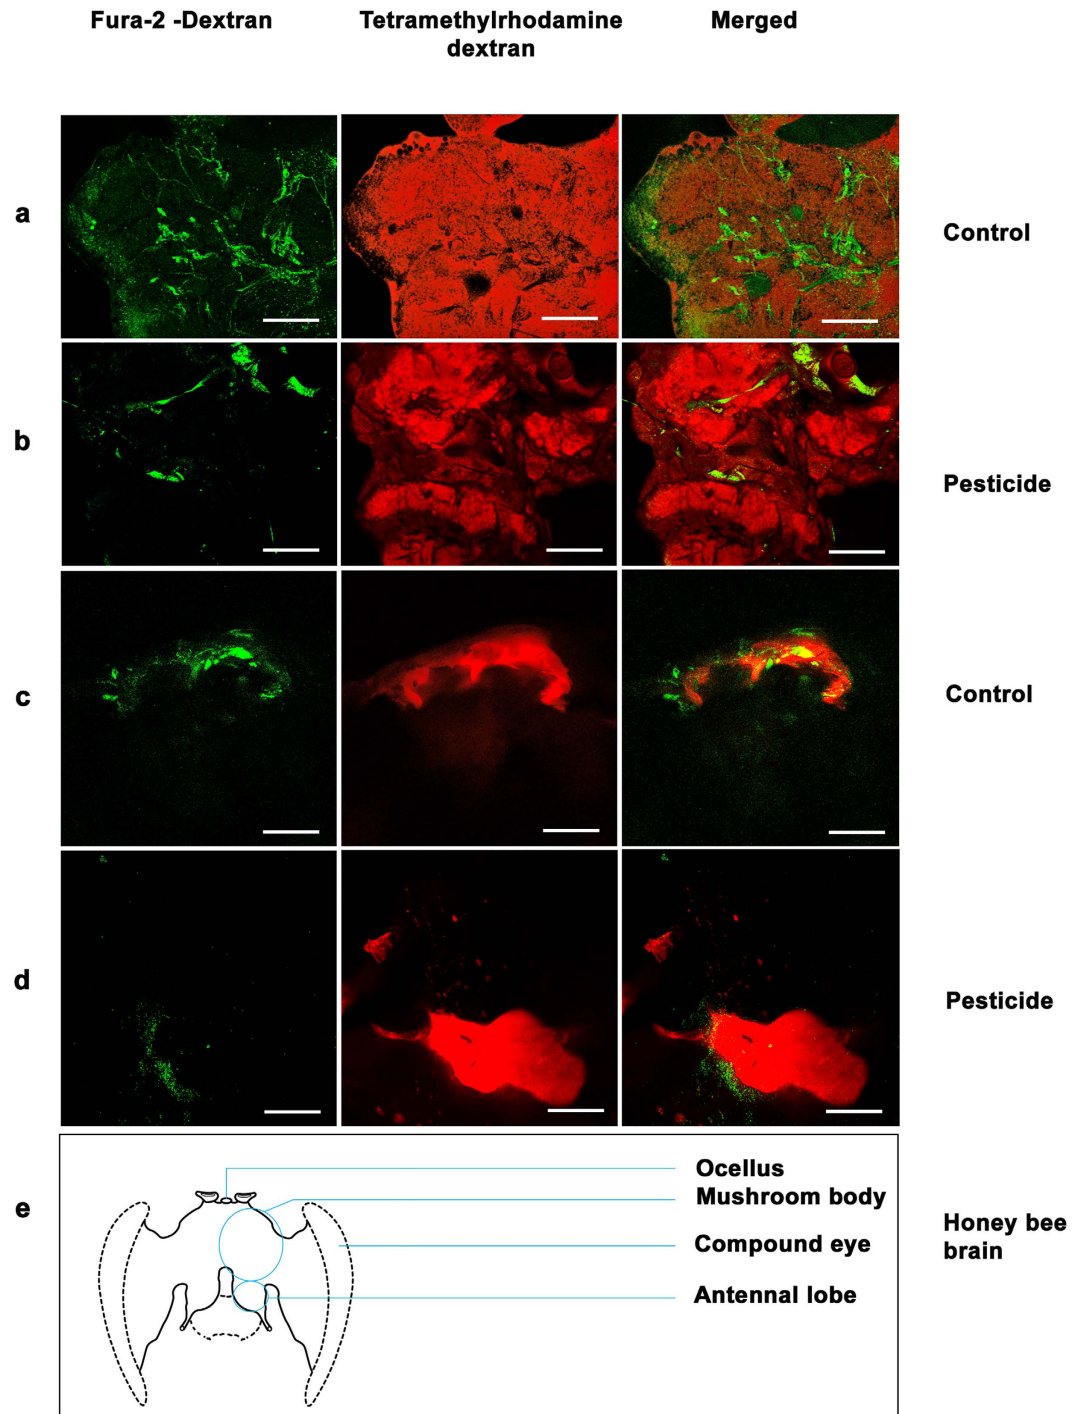 Fura-2 -Dextran
Tetramethylrhodamine
dextran
Merged
a
Control
b
Pesticide
c
Control
d
Pesticide
e
Ocellus
Mushroom body
Compound eye
Antennal lobe
Honey bee
brain